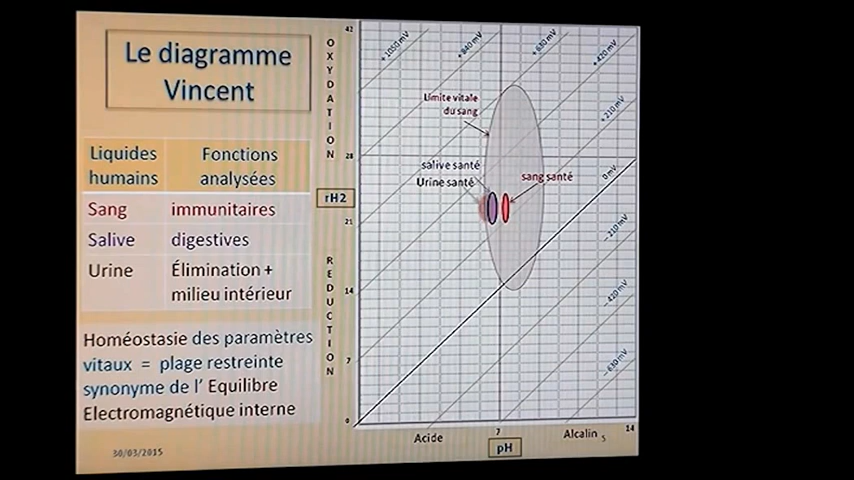 Le diagramme
Vincent
Liquides
humains
Fonctions
analysées
Sang
immunitaires
Salive
digestives
Urine
Élimination +
milieu intérieur
Homéostasie des paramètres
vitaux = plage restreinte
synonyme de l' Equilibre
Electromagnétique interne
30/03/2015
OXYDATION
rH2
REDUCTION
42
28
21
14
7
0
+ 1050 mV
+ 840 mV
+ 630 mV
+ 420 mV
+ 210 mV
0 mV
- 210 mV
- 420 mV
- 630 mV
Limite vitale
du sang
salive santé
Urine santé
sang santé
Acide
7
Alcalin
5
14
pH